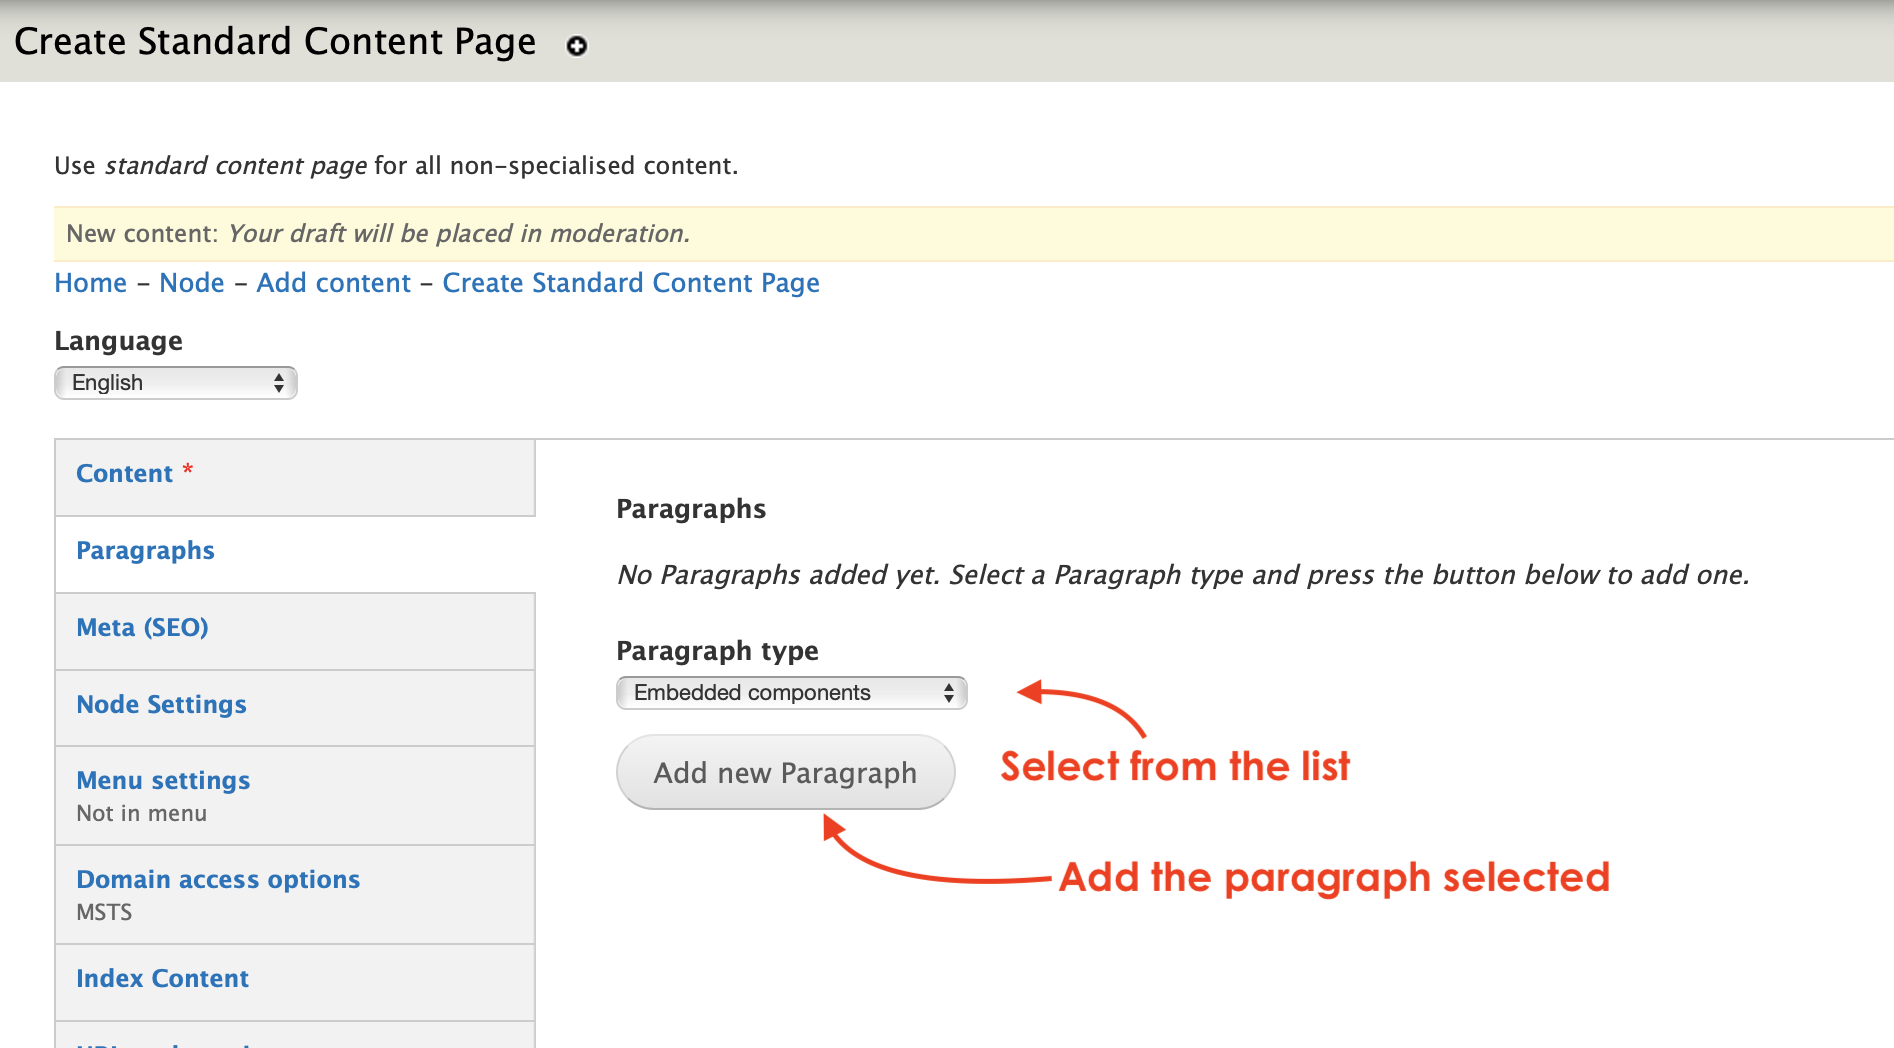 Create Standard Content Page
Use standard content page for all non-specialised content.
New content: Your draft will be placed in moderation.
Home – Node – Add content – Create Standard Content Page
Language
English
Content *
Paragraphs
Meta (SEO)
Node Settings
Menu settings
Not in menu
Domain access options
MSTS
Index Content
Paragraphs
No Paragraphs added yet. Select a Paragraph type and press the button below to add one.
Paragraph type
Embedded components
Add new Paragraph
Select from the list
Add the paragraph selected